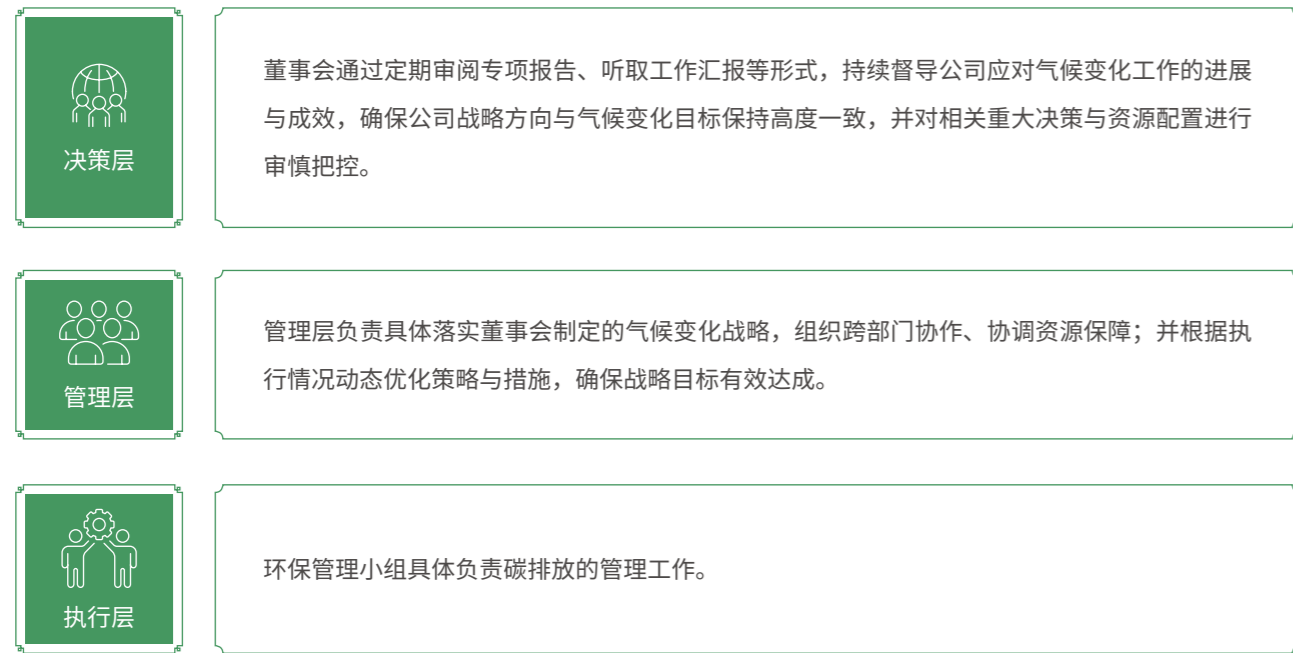 决策层
董事会通过定期审阅专项报告、听取工作汇报等形式，持续督导公司应对气候变化工作的进展
与成效，确保公司战略方向与气候变化目标保持高度一致，并对相关重大决策与资源配置进行
审慎把控。
管理层
管理层负责具体落实董事会制定的气候变化战略，组织跨部门协作、协调资源保障；并根据执
行情况动态优化策略与措施，确保战略目标有效达成。
执行层
环保管理小组具体负责碳排放的管理工作。